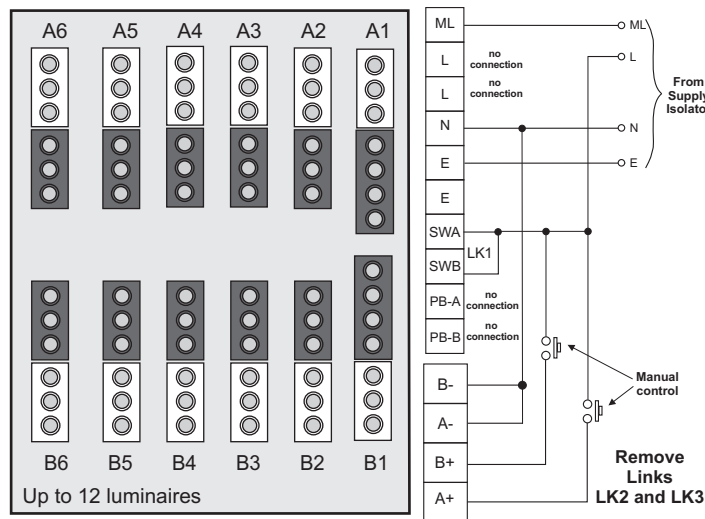 A6 A5 A4 A3 A2 A1
B6 B5 B4 B3 B2 B1
Up to 12 luminaires
ML
L no connection
L no connection
N
E
E
SWA
LK1
SWB
PB-A no connection
PB-B no connection
B-
A-
B+
A+
ML
L
N
E
From
Supply
Isolato
Manual
control
Remove
Links
LK2 and LK3